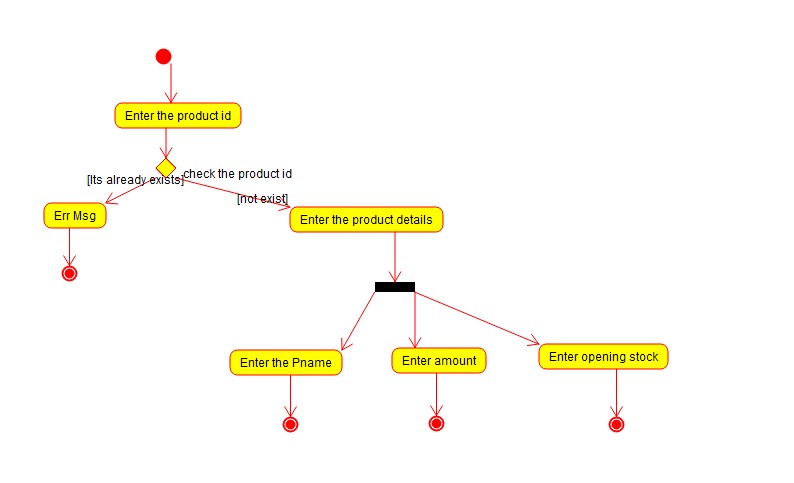 Enter the product id
check the product id
[Its already exists]
[not exist]
Err Msg
Enter the product details
Enter the Pname
Enter amount
Enter opening stock